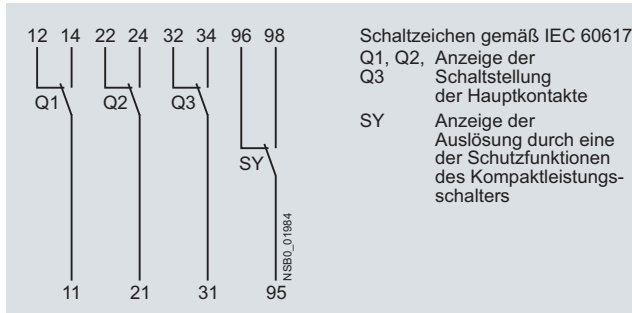 12 14 22 24 32 34 96 98
Q1 Q2 Q3
SY
NSB0_01984
11 21 31 95
Schaltzeichen gemäß IEC 60617
Q1, Q2, Anzeige der
Q3 Schaltstellung
der Hauptkontakte
SY Anzeige der
Auslösung durch eine
der Schutzfunktionen
des Kompaktleistungs-
schalters